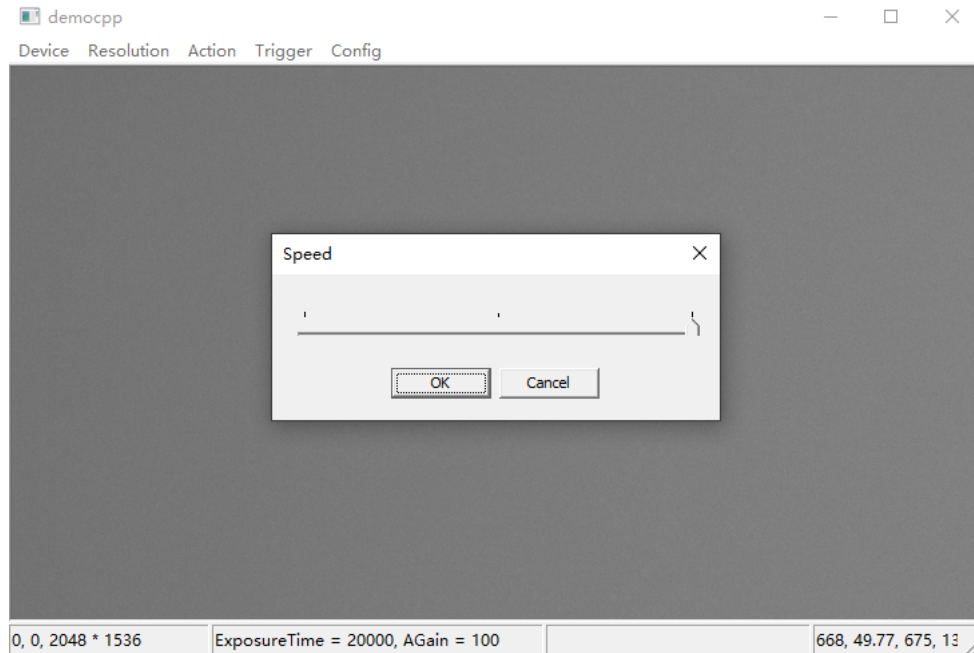 democpp
Device Resolution Action Trigger Config
Speed
OK Cancel
0, 0, 2048 * 1536 ExposureTime = 20000, AGain = 100 668, 49.77, 675, 13